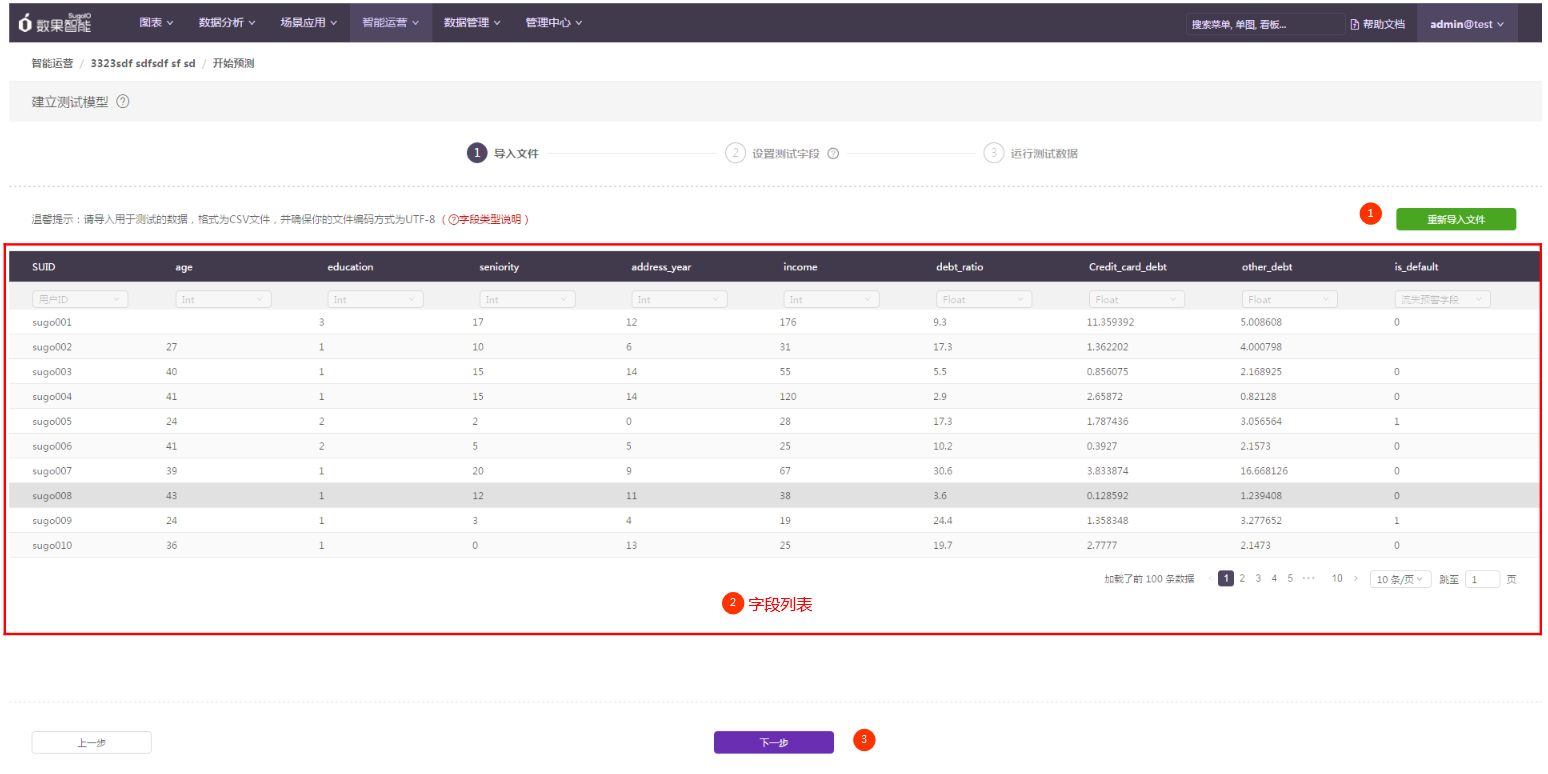 SugoIO
数果智能 图表 数据分析 场景应用 智能运营 数据管理 管理中心 搜索菜单, 单图, 看板... 帮助文档 admin@test
智能运营 / 3323sdf sdfsdf sf sd / 开始预测
建立测试模型 ?
1 导入文件 2 设置测试字段 ? 3 运行测试数据
温馨提示：请导入用于测试的数据，格式为CSV文件，并确保你的文件编码方式为UTF-8（?字段类型说明） 1 重新导入文件
SUID age education seniority address_year income debt_ratio Credit_card_debt other_debt is_default
用户ID Int Int Int Int Int Float Float Float 流失预警字段
sugo001 3 17 12 176 9.3 11.359392 5.008608 0
sugo002 27 1 10 6 31 17.3 1.362202 4.000798
sugo003 40 1 15 14 55 5.5 0.856075 2.168925 0
sugo004 41 1 15 14 120 2.9 2.65872 0.82128 0
sugo005 24 2 2 0 28 17.3 1.787436 3.056564 1
sugo006 41 2 5 5 25 10.2 0.3927 2.1573 0
sugo007 39 1 20 9 67 30.6 3.833874 16.668126 0
sugo008 43 1 12 11 38 3.6 0.128592 1.239408 0
sugo009 24 1 3 4 19 24.4 1.358348 3.277652 1
sugo010 36 1 0 13 25 19.7 2.7777 2.1473 0
加载了前 100 条数据 < 1 2 3 4 5 ••• 10 > 10 条/页 跳至 1 页
2 字段列表
上一步 下一步 3